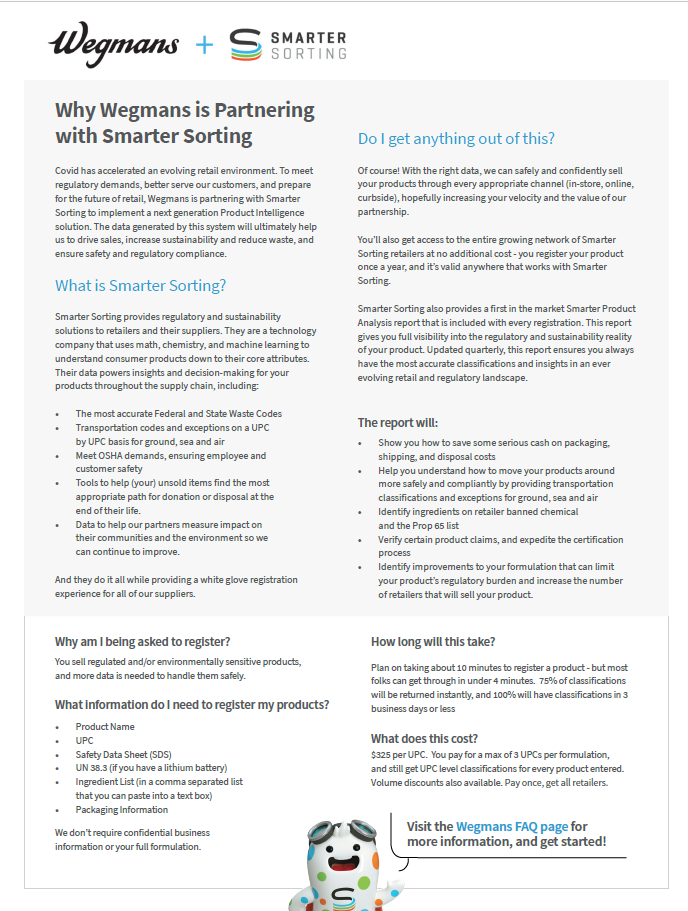 Wegmans + SMARTER
SORTING
Why Wegmans is Partnering
with Smarter Sorting
Covid has accelerated an evolving retail environment. To meet
regulatory demands, better serve our customers, and prepare
for the future of retail, Wegmans is partnering with Smarter
Sorting to implement a next generation Product Intelligence
solution. The data generated by this system will ultimately help
us to drive sales, increase sustainability and reduce waste, and
ensure safety and regulatory compliance.
What is Smarter Sorting?
Smarter Sorting provides regulatory and sustainability
solutions to retailers and their suppliers. They are a technology
company that uses math, chemistry, and machine learning to
understand consumer products down to their core attributes.
Their data powers insights and decision-making for your
products throughout the supply chain, including:
• The most accurate Federal and State Waste Codes
• Transportation codes and exceptions on a UPC
by UPC basis for ground, sea and air
• Meet OSHA demands, ensuring employee and
customer safety
• Tools to help (your) unsold items find the most
appropriate path for donation or disposal at the
end of their life.
• Data to help our partners measure impact on
their communities and the environment so we
can continue to improve.
And they do it all while providing a white glove registration
experience for all of our suppliers.
Do I get anything out of this?
Of course! With the right data, we can safely and confidently sell
your products through every appropriate channel (in-store, online,
curbside), hopefully increasing your velocity and the value of our
partnership.
You'll also get access to the entire growing network of Smarter
Sorting retailers at no additional cost - you register your product
once a year, and it's valid anywhere that works with Smarter
Sorting.
Smarter Sorting also provides a first in the market Smarter Product
Analysis report that is included with every registration. This report
gives you full visibility into the regulatory and sustainability reality
of your product. Updated quarterly, this report ensures you always
have the most accurate classifications and insights in an ever
evolving retail and regulatory landscape.
The report will:
• Show you how to save some serious cash on packaging,
shipping, and disposal costs
• Help you understand how to move your products around
more safely and compliantly by providing transportation
classifications and exceptions for ground, sea and air
• Identify ingredients on retailer banned chemical
and the Prop 65 list
• Verify certain product claims, and expedite the certification
process
• Identify improvements to your formulation that can limit
your product's regulatory burden and increase the number
of retailers that will sell your product.
Why am I being asked to register?
You sell regulated and/or environmentally sensitive products,
and more data is needed to handle them safely.
What information do I need to register my products?
• Product Name
• UPC
• Safety Data Sheet (SDS)
• UN 38.3 (if you have a lithium battery)
• Ingredient List (in a comma separated list
that you can paste into a text box)
• Packaging Information
We don't require confidential business
information or your full formulation.
How long will this take?
Plan on taking about 10 minutes to register a product - but most
folks can get through in under 4 minutes. 75% of classifications
will be returned instantly, and 100% will have classifications in 3
business days or less
What does this cost?
$325 per UPC. You pay for a max of 3 UPCs per formulation,
and still get UPC level classifications for every product entered.
Volume discounts also available. Pay once, get all retailers.
Visit the Wegmans FAQ page for
more information, and get started!